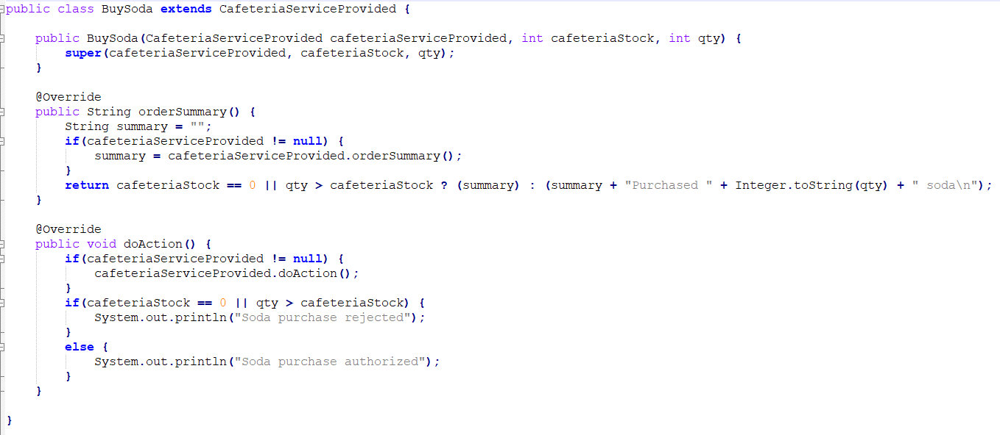 public class BuySoda extends CafeteriaServiceProvided {
public BuySoda(CafeteriaServiceProvided cafeteriaServiceProvided, int cafeteriaStock, int qty) {
super(cafeteriaServiceProvided, cafeteriaStock, qty);
}
@Override
public String orderSummary() {
String summary = "";
if(cafeteriaServiceProvided != null) {
summary = cafeteriaServiceProvided.orderSummary();
}
return cafeteriaStock == 0 || qty > cafeteriaStock ? (summary) : (summary + "Purchased " + Integer.toString(qty) + " soda\n");
}
@Override
public void doAction() {
if(cafeteriaServiceProvided != null) {
cafeteriaServiceProvided.doAction();
}
if(cafeteriaStock == 0 || qty > cafeteriaStock) {
System.out.println("Soda purchase rejected");
}
else {
System.out.println("Soda purchase authorized");
}
}
}